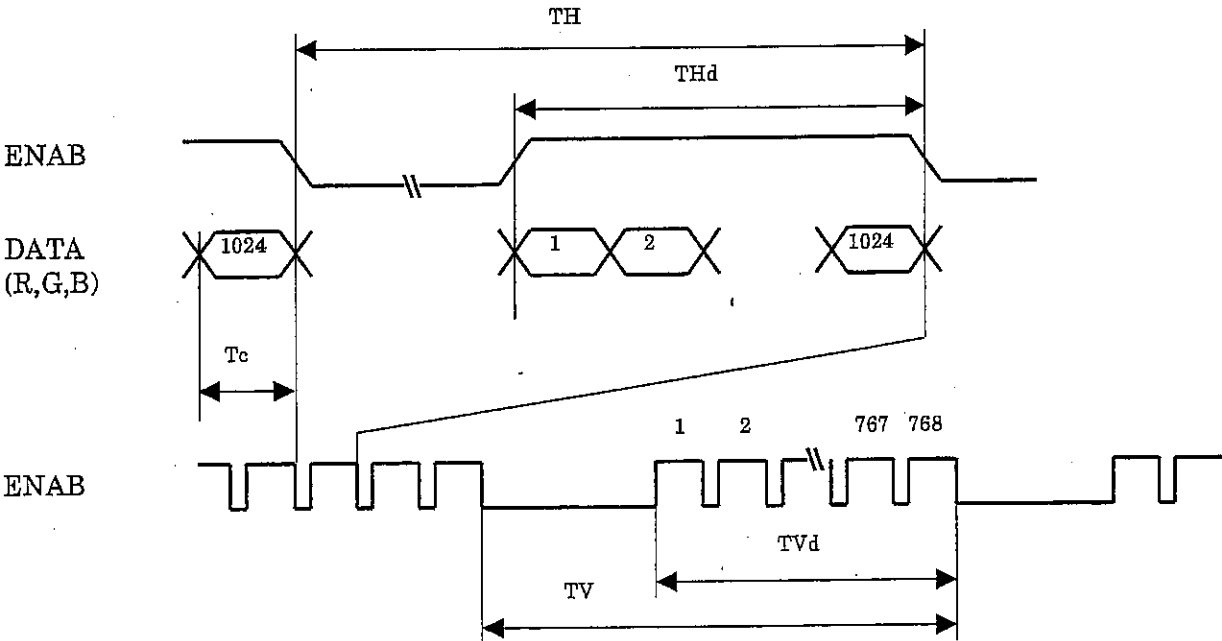 TH
THd
ENAB
1024 1 2 1024
DATA
(R,G,B)
Tc
1 2 767 768
ENAB
TVd
TV